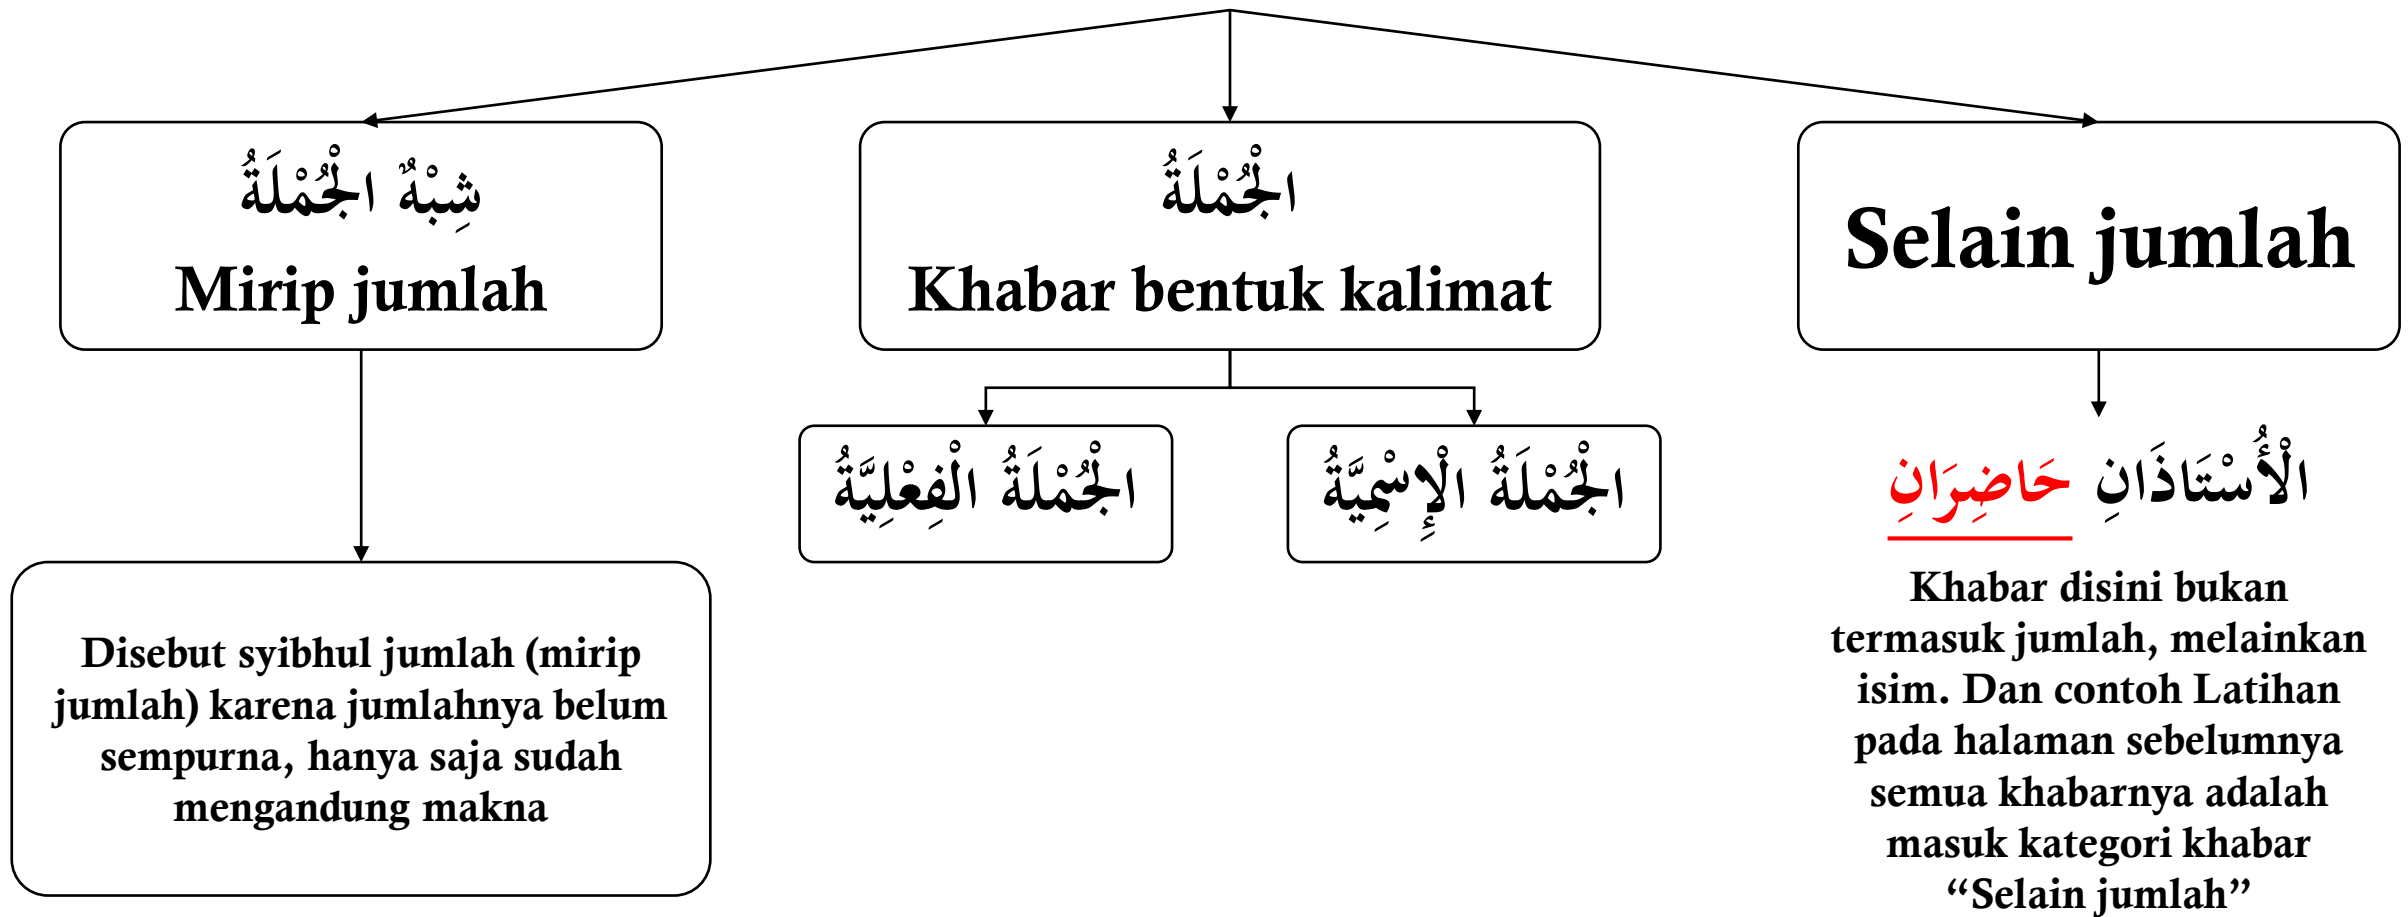 شِبْهٌ الْجُمْلَةُ
Mirip jumlah
الْجُمْلَةُ
Khabar bentuk kalimat
Selain jumlah
الْجُمْلَةُ الْفِعْلِيَّةُ
الْجُمْلَةُ الْإِسْمِيَّةُ
الْأُسْتَاذَانِ حَاضِرَانِ
Disebut syibhul jumlah (mirip
jumlah) karena jumlahnya belum
sempurna, hanya saja sudah
mengandung makna
Khabar disini bukan
termasuk jumlah, melainkan
isim. Dan contoh Latihan
pada halaman sebelumnya
semua khabarnya adalah
masuk kategori khabar
“Selain jumlah”